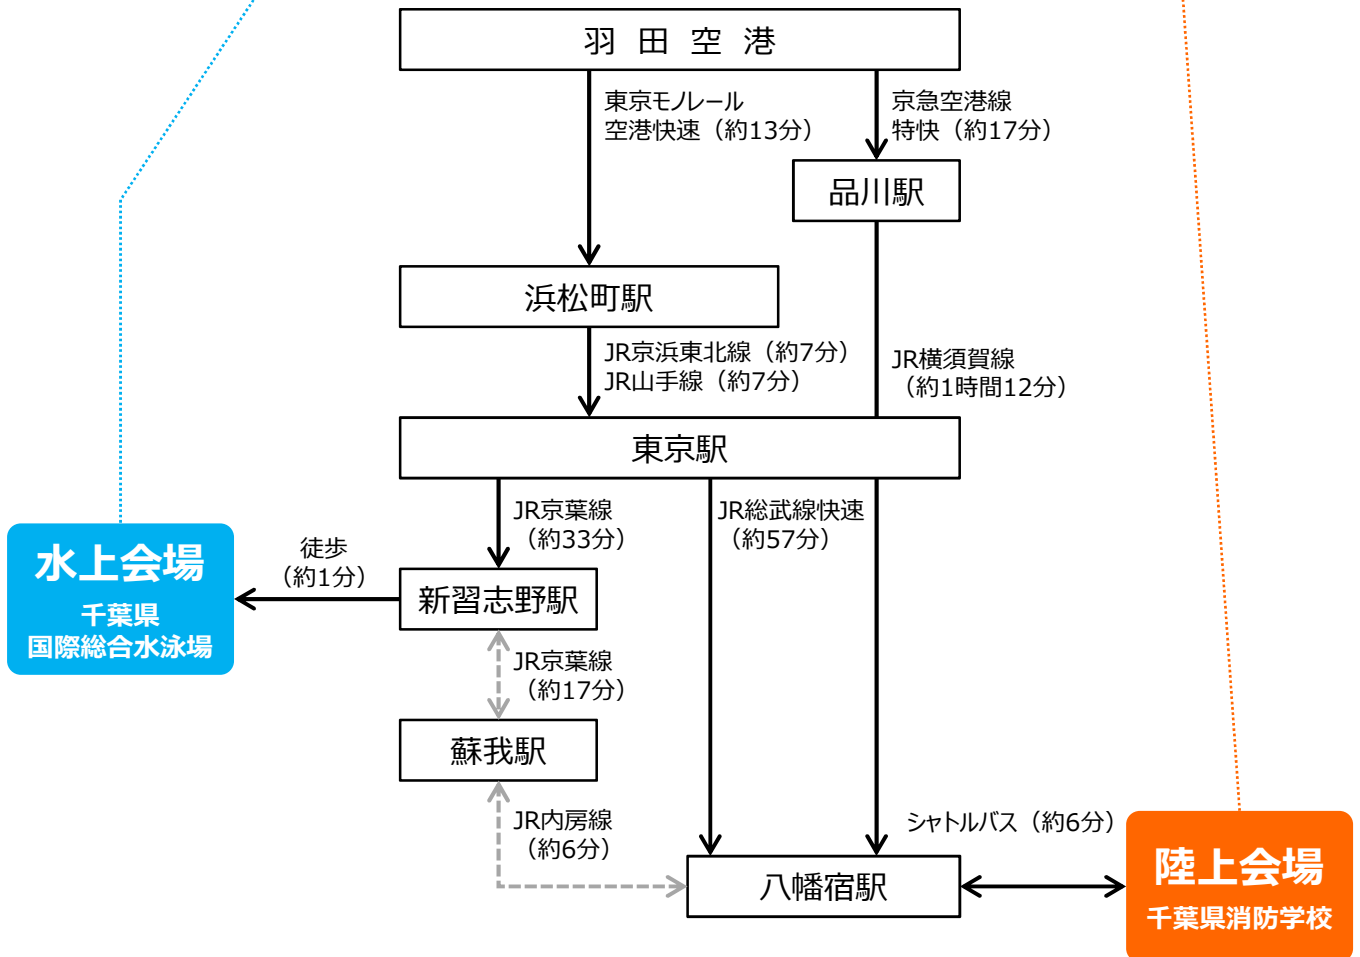 羽田空港
東京モノレール
空港快速（約13分）
京急空港線
特快（約17分）
品川駅
浜松町駅
JR京浜東北線（約7分）
JR山手線（約7分）
JR横須賀線
（約1時間12分）
東京駅
JR京葉線
（約33分）
JR総武線快速
（約57分）
水上会場
千葉県
国際総合水泳場
徒歩
（約1分）
新習志野駅
JR京葉線
（約17分）
蘇我駅
JR内房線
（約6分）
シャトルバス（約6分）
八幡宿駅
陸上会場
千葉県消防学校